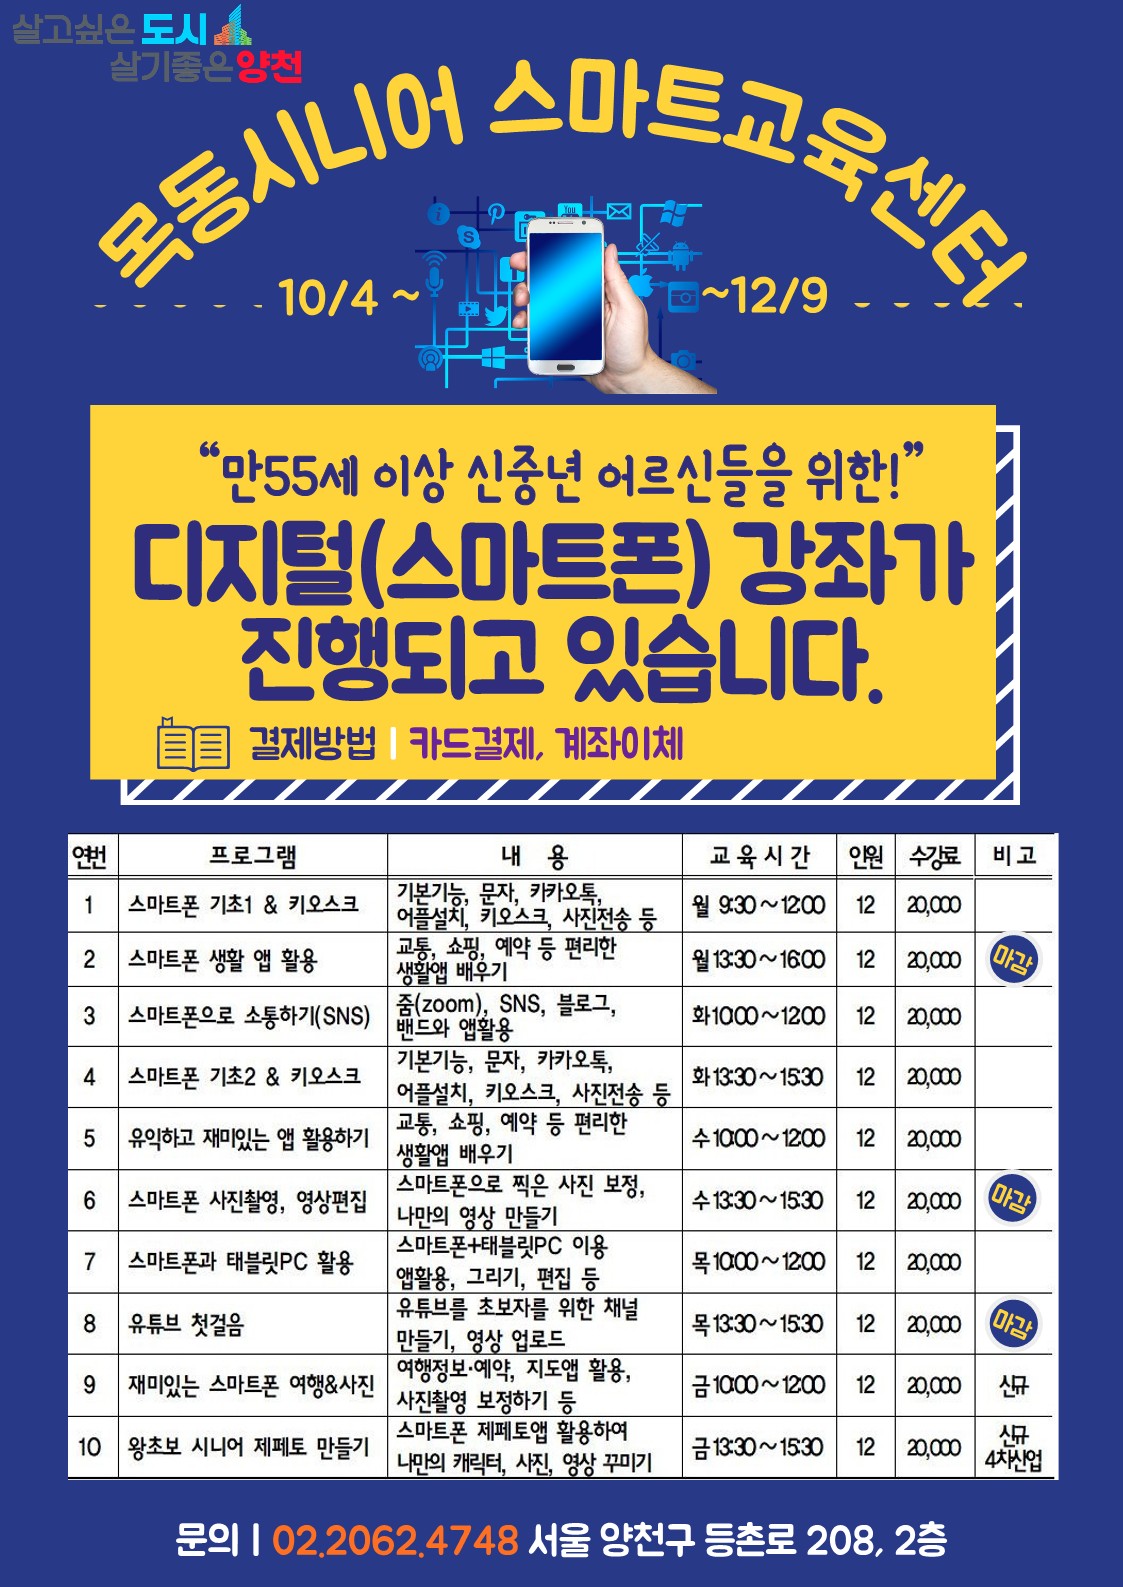 살고싶은 도시
살기좋은 양천
목동시니어 스마트교육센터
10/4 ~ ~12/9
“만55세 이상 신중년 어르신들을 위한!”
디지털(스마트폰) 강좌가
진행되고 있습니다.
결제방법 | 카드결제, 계좌이체
연번 프로그램 내 용 교육시간 인원 수강료 비고
1 스마트폰 기초1 & 키오스크 기본기능, 문자, 카카오톡, 어플설치, 키오스크, 사진전송 등 월 9:30~12:00 12 20,000
2 스마트폰 생활 앱 활용 교통, 쇼핑, 예약 등 편리한 생활앱 배우기 월 13:30~16:00 12 20,000 마감
3 스마트폰으로 소통하기(SNS) 줌(zoom), SNS, 블로그, 밴드와 앱활용 화 10:00~12:00 12 20,000
4 스마트폰 기초2 & 키오스크 기본기능, 문자, 카카오톡, 어플설치, 키오스크, 사진전송 등 화 13:30~15:30 12 20,000
5 유익하고 재미있는 앱 활용하기 교통, 쇼핑, 예약 등 편리한 생활앱 배우기 수 10:00~12:00 12 20,000
6 스마트폰 사진촬영, 영상편집 스마트폰으로 찍은 사진 보정, 나만의 영상 만들기 수 13:30~15:30 12 20,000 마감
7 스마트폰과 태블릿PC 활용 스마트폰+태블릿PC 이용 앱활용, 그리기, 편집 등 목 10:00~12:00 12 20,000
8 유튜브 첫걸음 유튜브를 초보자를 위한 채널 만들기, 영상 업로드 목 13:30~15:30 12 20,000 마감
9 재미있는 스마트폰 여행&사진 여행정보·예약, 지도앱 활용, 사진촬영 보정하기 등 금 10:00~12:00 12 20,000 신규
10 왕초보 시니어 제페토 만들기 스마트폰 제페토앱 활용하여 나만의 캐릭터, 사진, 영상 꾸미기 금 13:30~15:30 12 20,000 신규 4차산업
문의 | 02.2062.4748 서울 양천구 등촌로 208, 2층